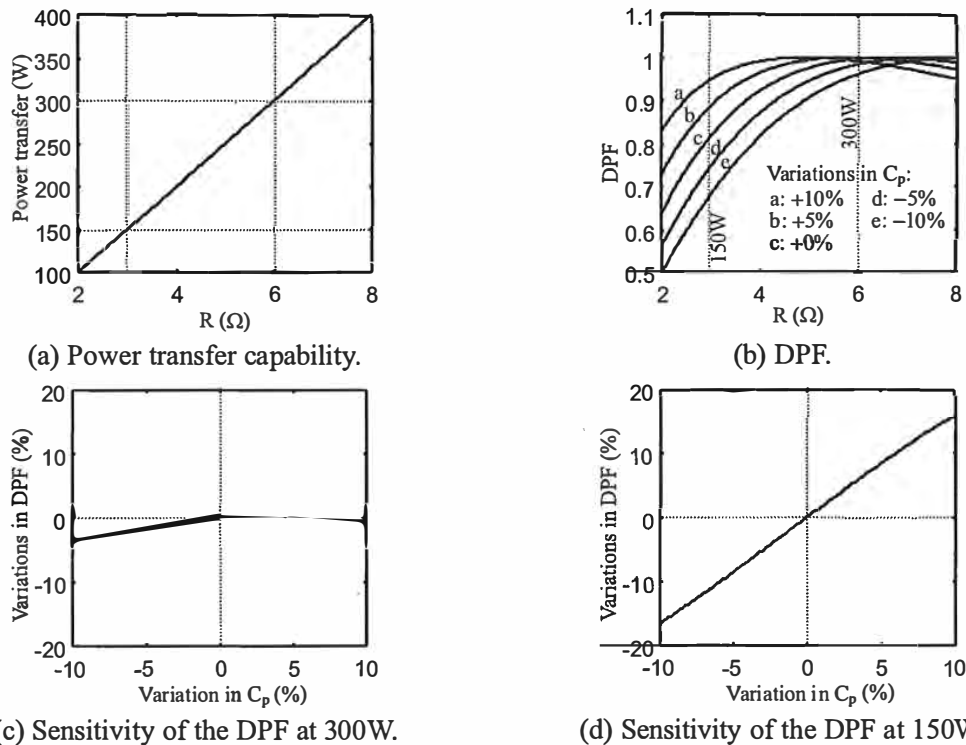 400
300
200
150
100
Power transfer (W)
2
4
6
8
R (Ω)
(a) Power transfer capability.
1.1
1
0.9
0.8
0.7
0.6
0.5
DPF
a
b
c
d
e
150W
300W
Variations in Cp:
a: +10% d: −5%
b: +5% e: −10%
c: +0%
2
4
6
8
R (Ω)
(b) DPF.
20
10
0
-10
-20
Variations in DPF (%)
-10
-5
0
5
10
Variation in Cp (%)
(c) Sensitivity of the DPF at 300W.
20
10
0
-10
-20
Variations in DPF (%)
-10
-5
0
5
10
Variation in Cp (%)
(d) Sensitivity of the DPF at 150W